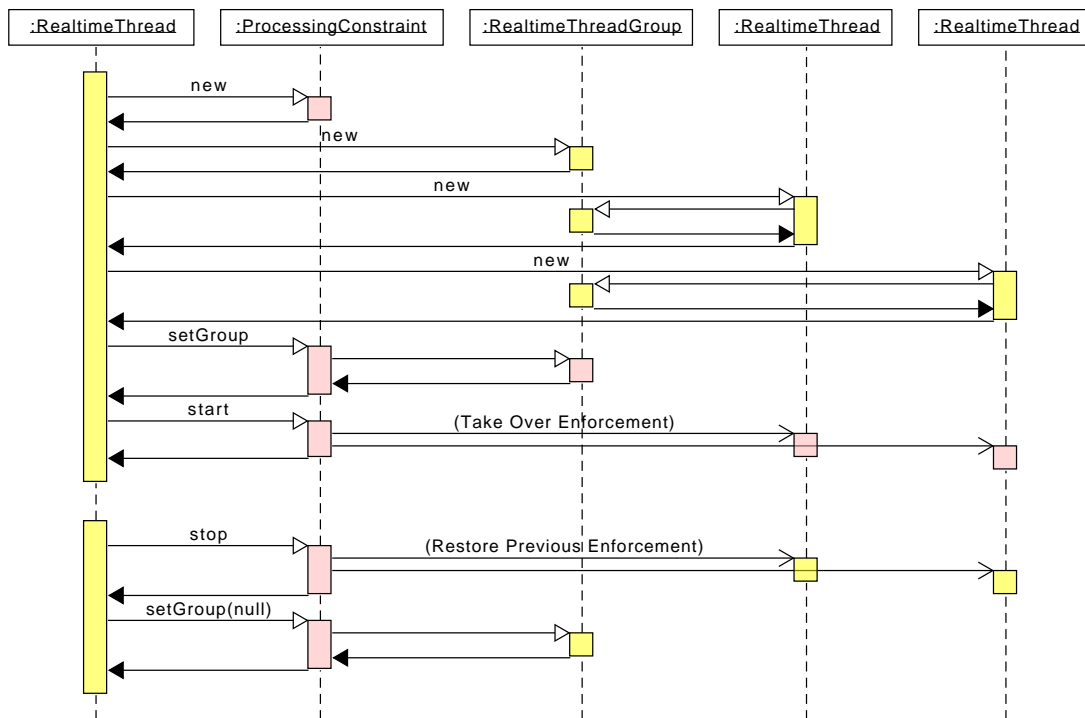 :RealtimeThread :ProcessingConstraint :RealtimeThreadGroup :RealtimeThread :RealtimeThread
new
new
new
new
setGroup
start
(Take Over Enforcement)
stop
(Restore Previous Enforcement)
setGroup(null)